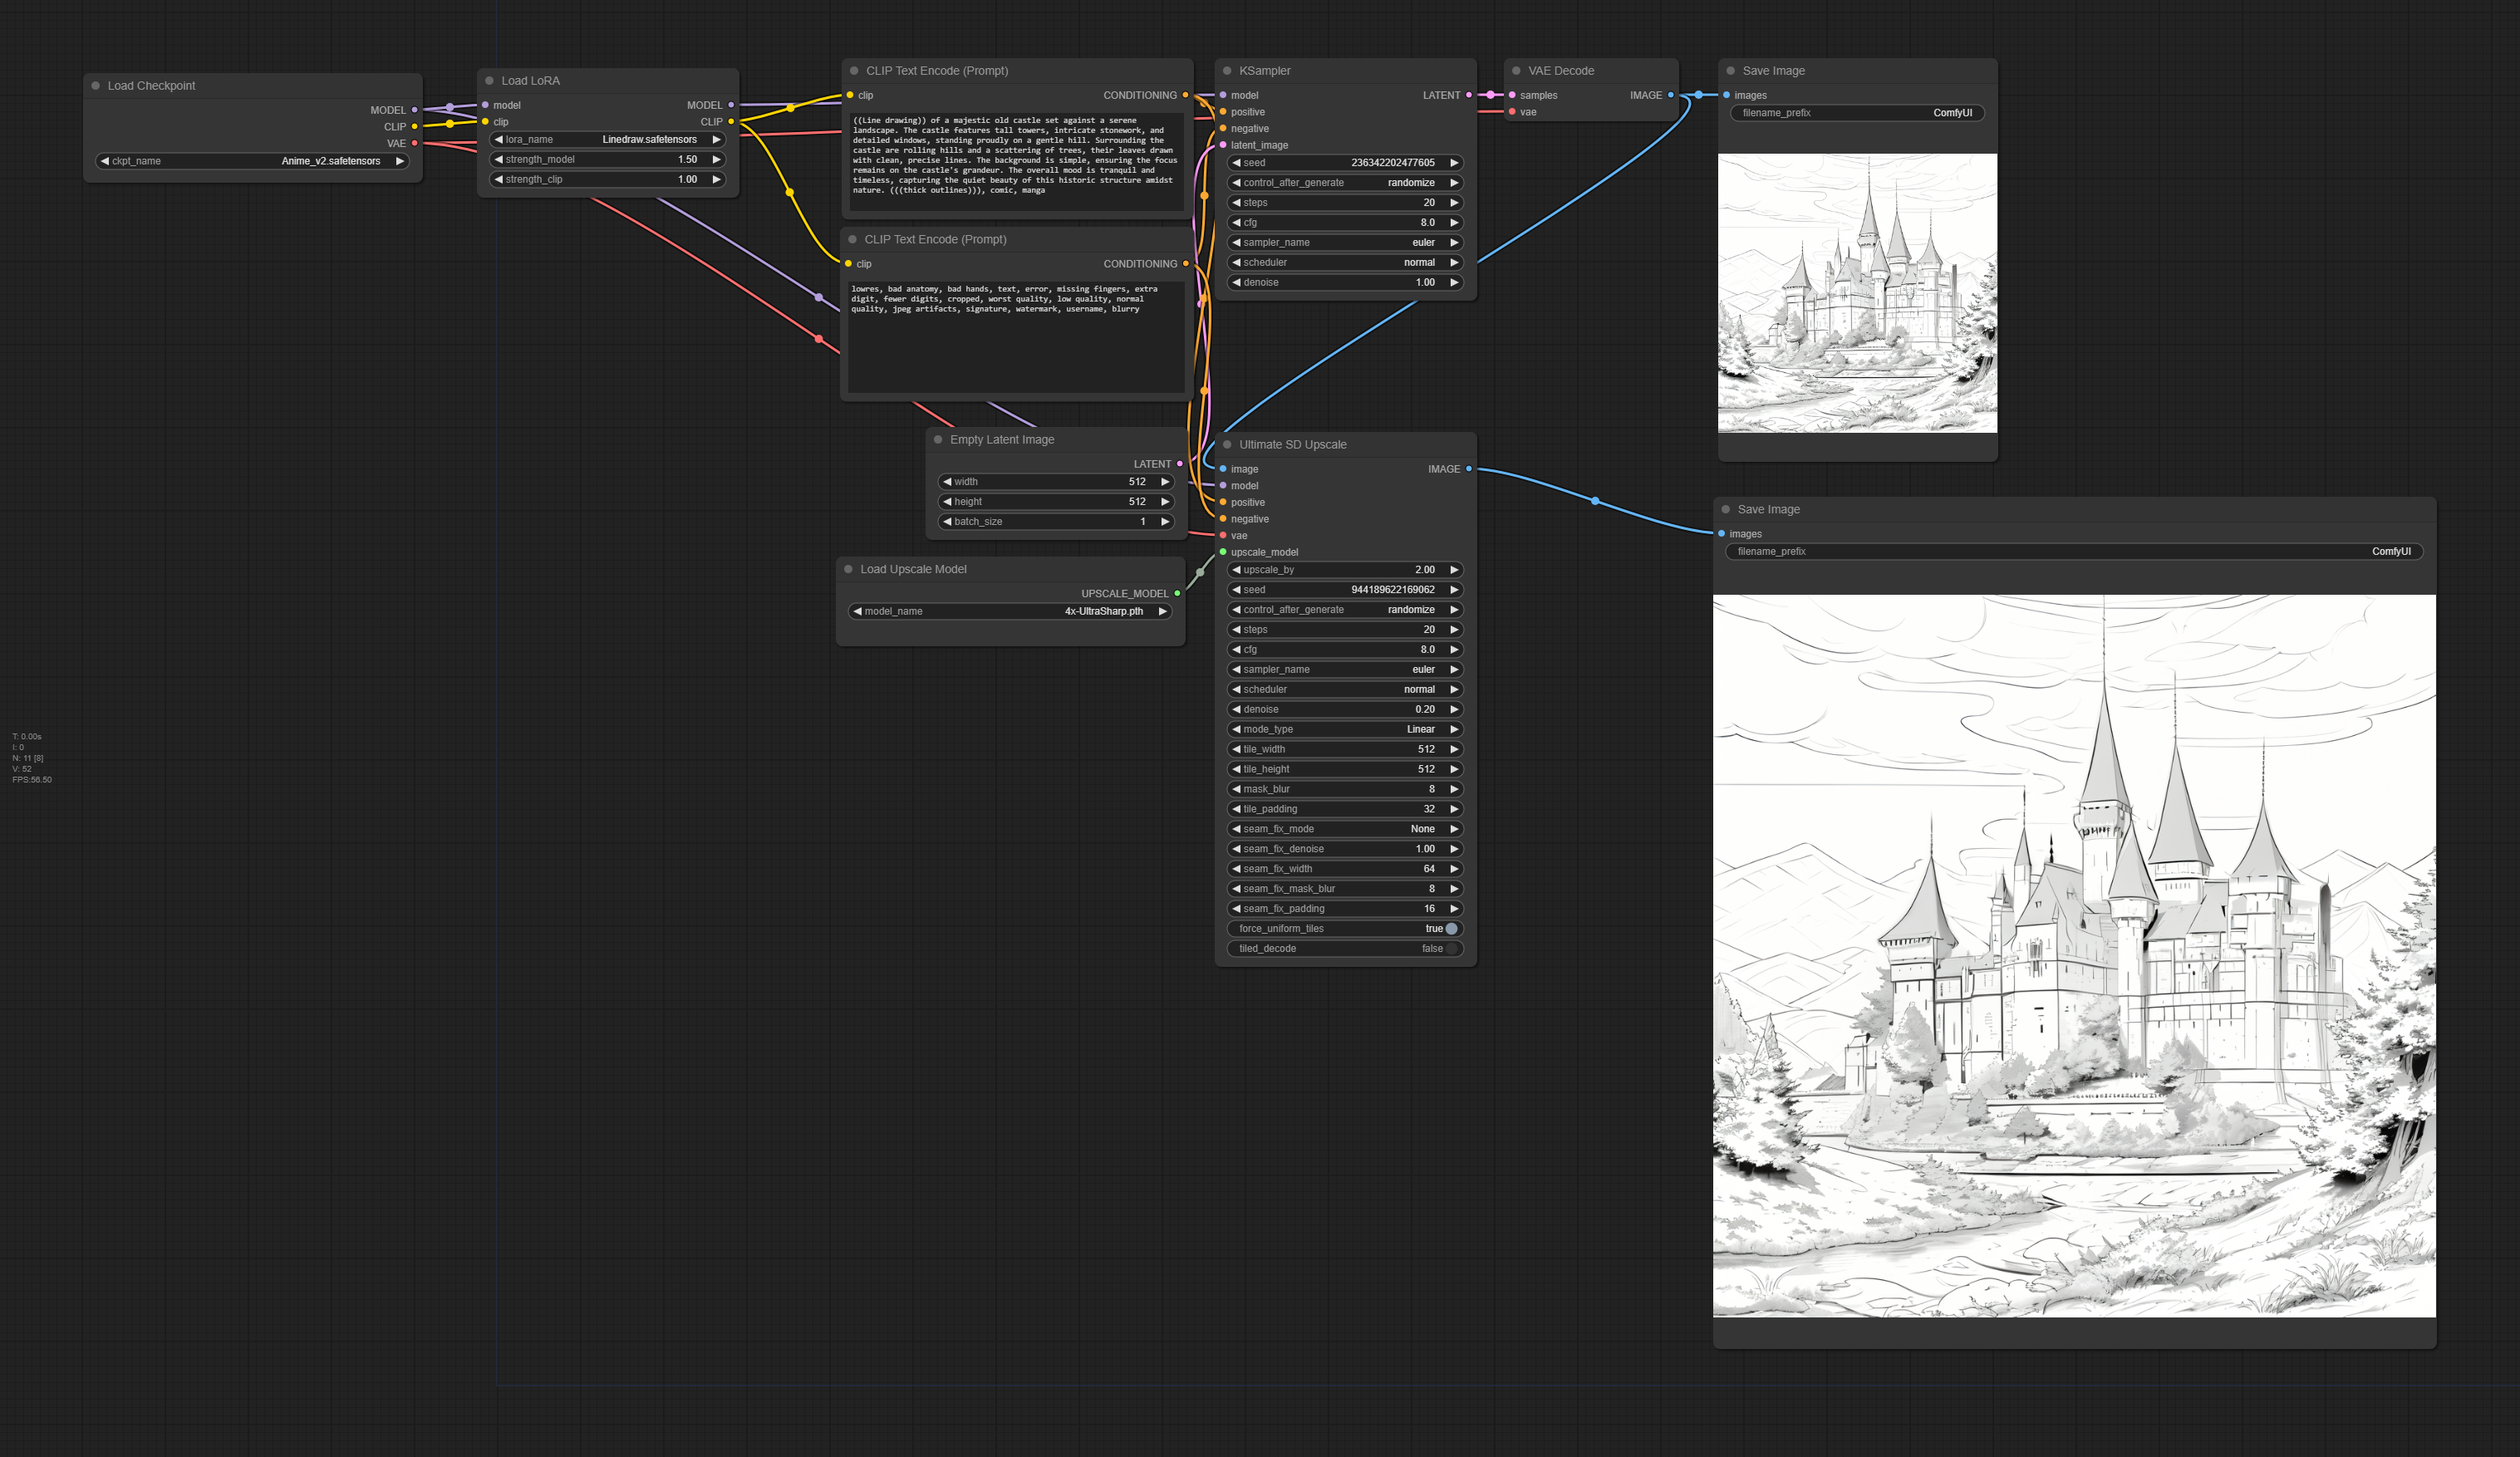 Load Checkpoint
MODEL
CLIP
VAE
ckpt_name Anime_v2.safetensors
Load LoRA
model MODEL
clip CLIP
lora_name Linedraw.safetensors
strength_model 1.50
strength_clip 1.00
CLIP Text Encode (Prompt)
clip CONDITIONING
((Line drawing)) of a majestic old castle set against a serene
landscape. The castle features tall towers, intricate stonework, and
detailed windows, standing proudly on a gentle hill. Surrounding the
castle are rolling hills and a scattering of trees, their leaves drawn
with clean, precise lines. The background is simple, ensuring the focus
remains on the castle's grandeur. The overall mood is tranquil and
timeless, capturing the quiet beauty of this historic structure amidst
nature. (((thick outlines))), comic, manga
CLIP Text Encode (Prompt)
clip CONDITIONING
lowres, bad anatomy, bad hands, text, error, missing fingers, extra
digit, fewer digits, cropped, worst quality, low quality, normal
quality, jpeg artifacts, signature, watermark, username, blurry
Empty Latent Image
LATENT
width 512
height 512
batch_size 1
Load Upscale Model
UPSCALE_MODEL
model_name 4x-UltraSharp.pth
KSampler
model LATENT
positive
negative
latent_image
seed 236342202477605
control_after_generate randomize
steps 20
cfg 8.0
sampler_name euler
scheduler normal
denoise 1.00
VAE Decode
samples IMAGE
vae
Save Image
images
filename_prefix ComfyUI
Ultimate SD Upscale
image IMAGE
model
positive
negative
vae
upscale_model
upscale_by 2.00
seed 944189622169062
control_after_generate randomize
steps 20
cfg 8.0
sampler_name euler
scheduler normal
denoise 0.20
mode_type Linear
tile_width 512
tile_height 512
mask_blur 8
tile_padding 32
seam_fix_mode None
seam_fix_denoise 1.00
seam_fix_width 64
seam_fix_mask_blur 8
seam_fix_padding 16
force_uniform_tiles true
tiled_decode false
Save Image
images
filename_prefix ComfyUI
T: 0.00s
I: 0
N: 11 [8]
V: 52
FPS:56.50